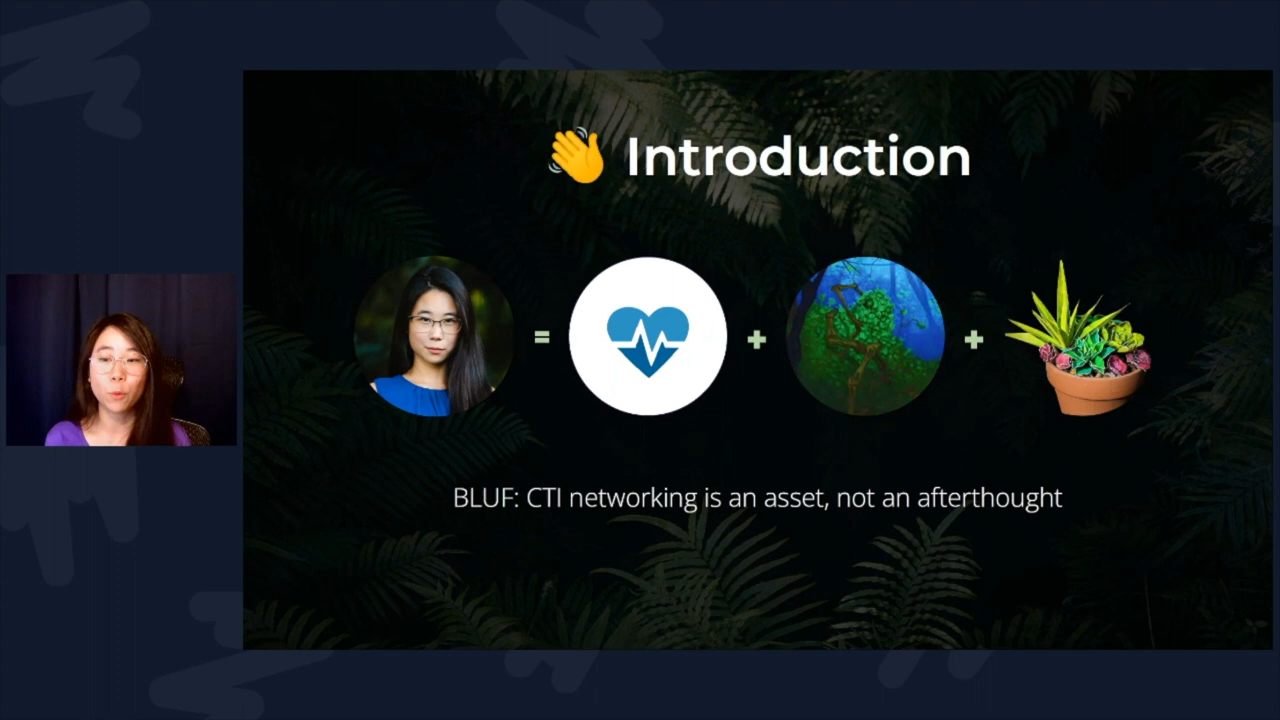 Introduction
BLUF: CTI networking is an asset, not an afterthought